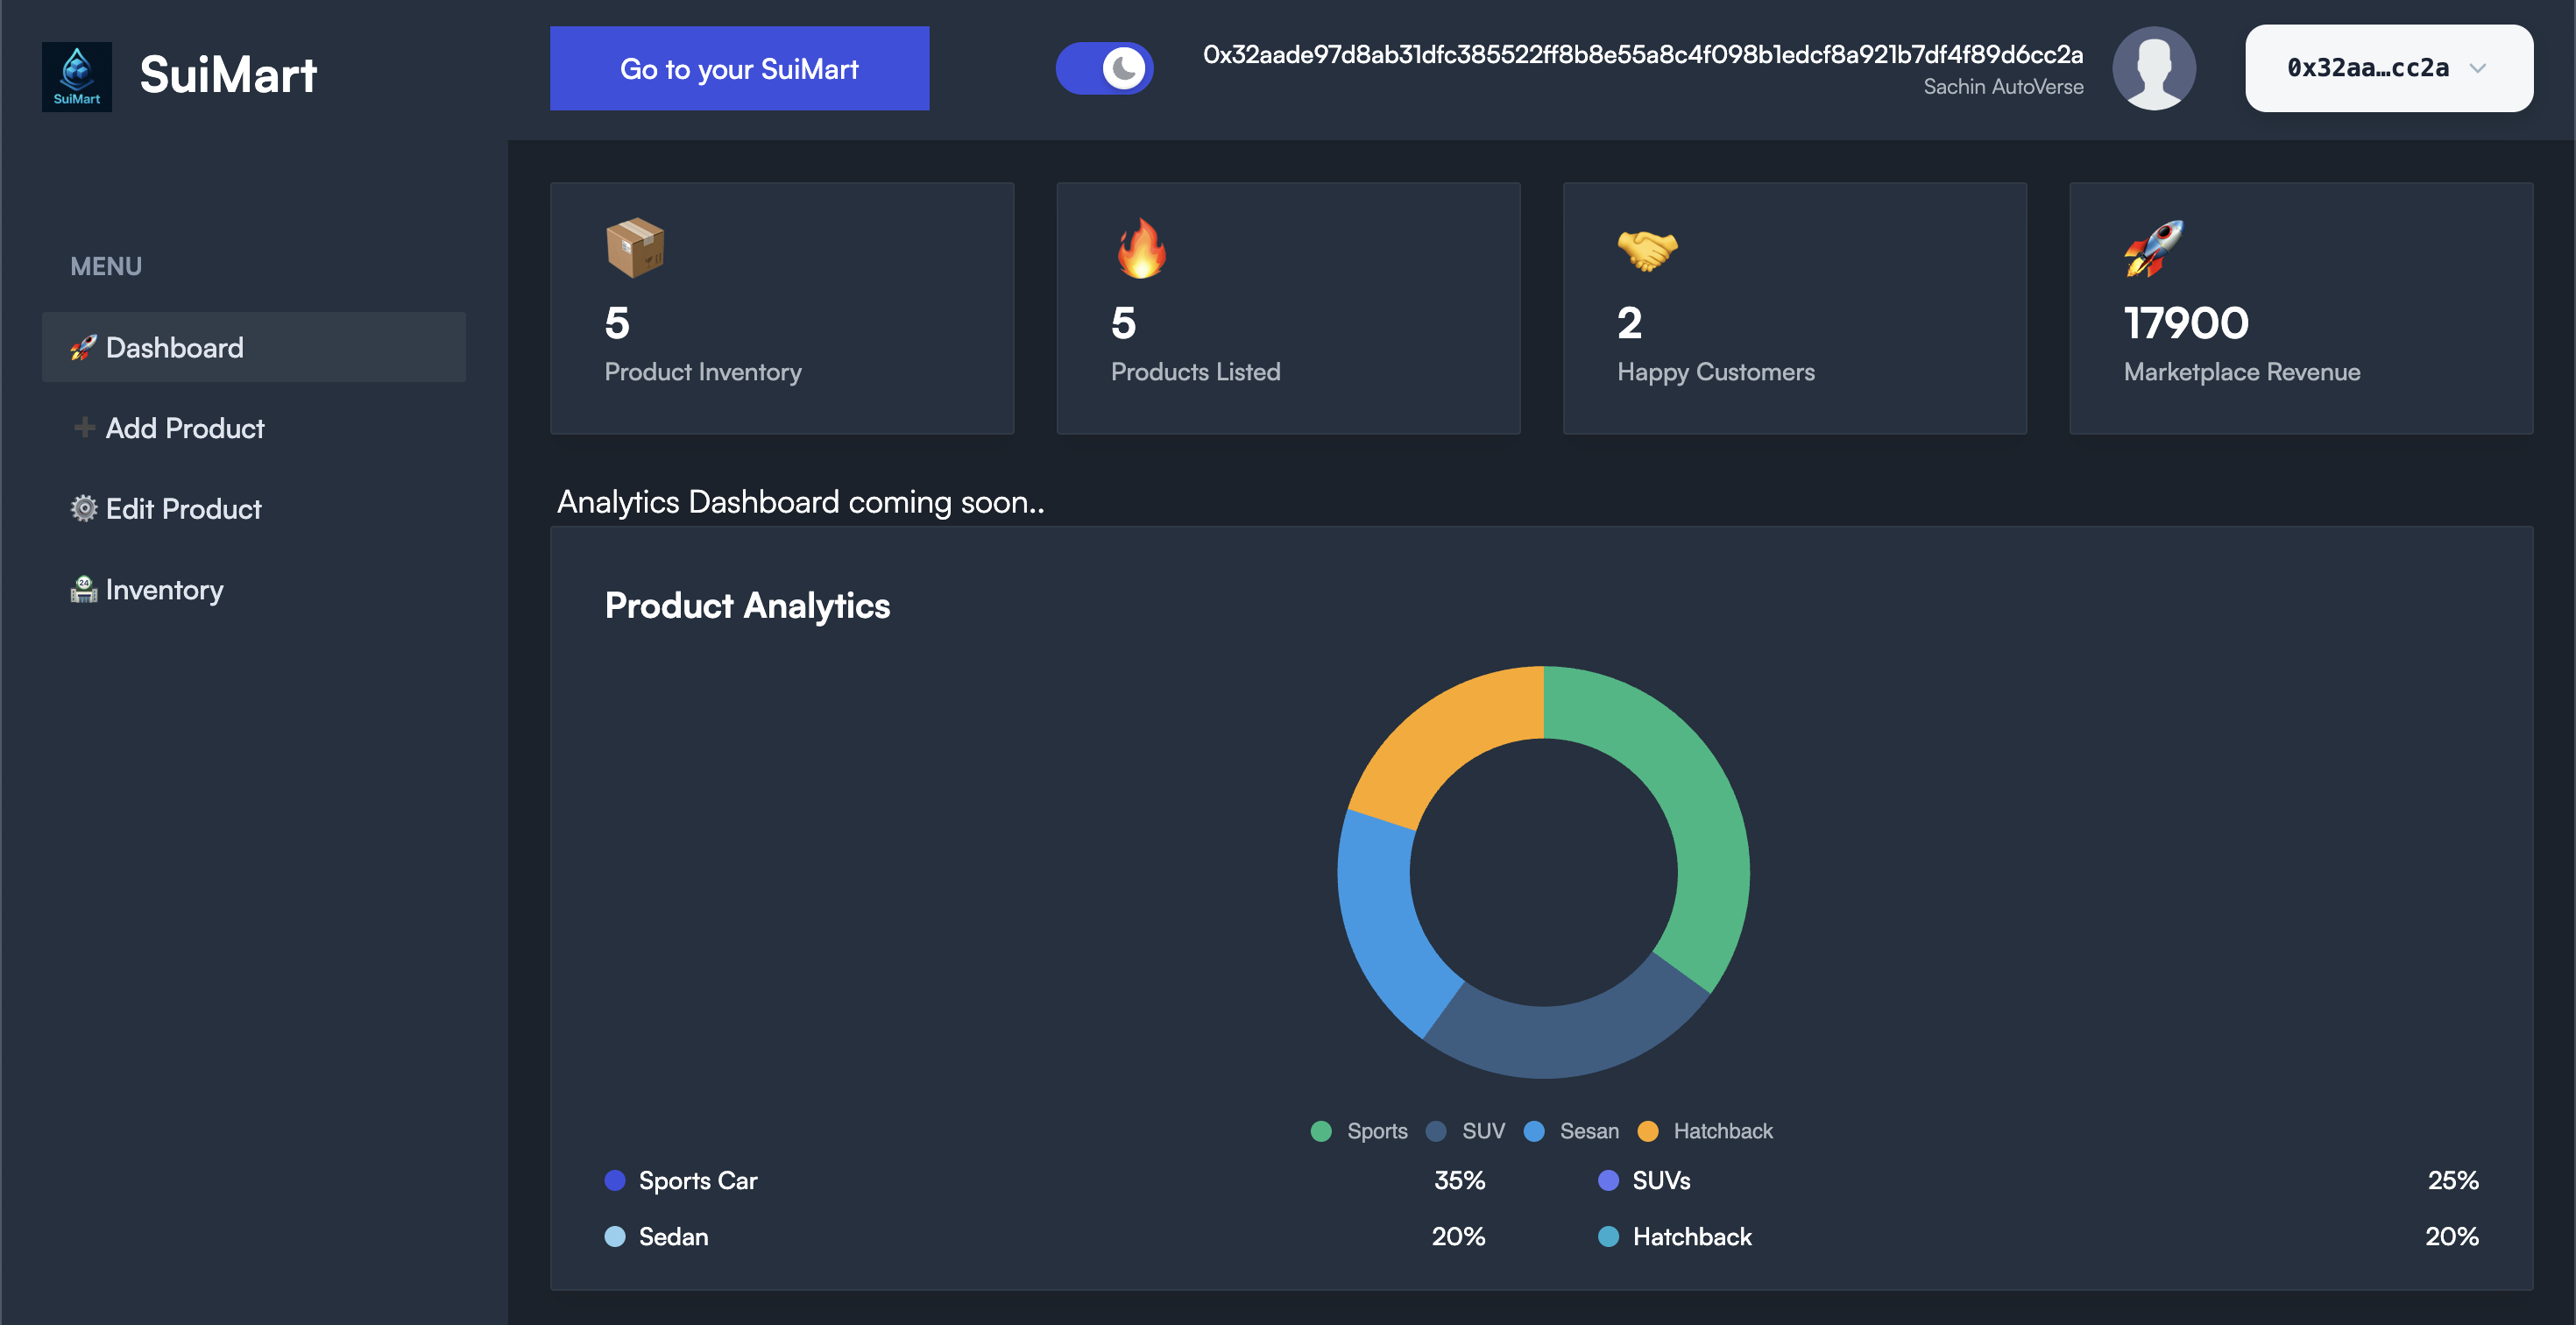 SuiMart
SuiMart
Go to your SuiMart
0x32aade97d8ab31dfc385522ff8b8e55a8c4f098b1edcf8a921b7df4f89d6cc2a
Sachin AutoVerse
0x32aa…cc2a
MENU
Dashboard
Add Product
Edit Product
24
Inventory
5
Product Inventory
5
Products Listed
2
Happy Customers
17900
Marketplace Revenue
Analytics Dashboard coming soon..
Product Analytics
Sports SUV Sesan Hatchback
Sports Car 35% SUVs 25%
Sedan 20% Hatchback 20%